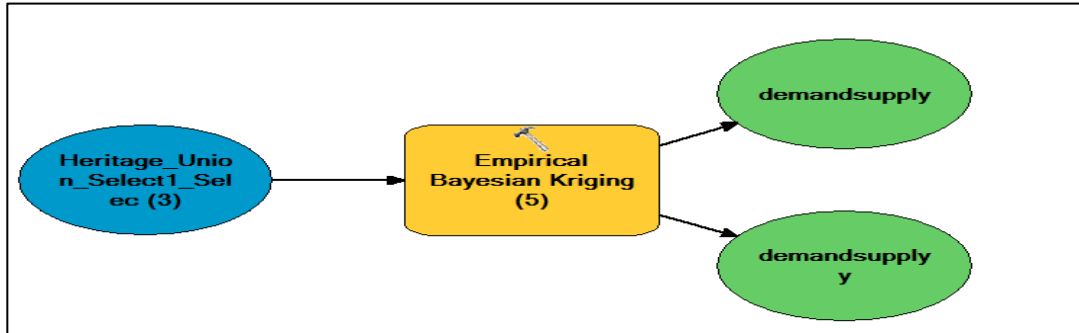 Heritage_Unio
n_Select1_Sel
ec (3)
Empirical
Bayesian Kriging
(5)
demandsupply
demandsupply
y